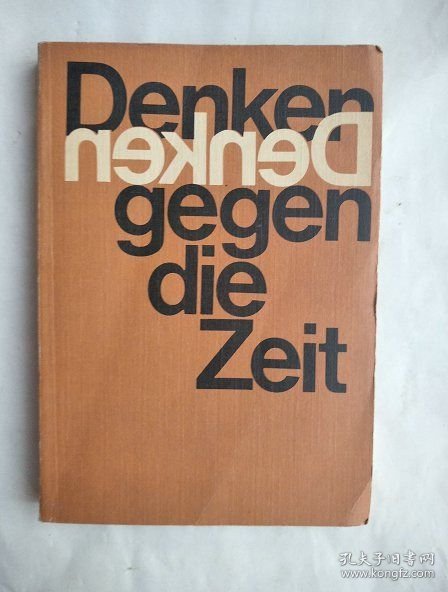 Denken
Denken
gegen
die
Zeit
孔夫子旧书网
www.kongfz.com